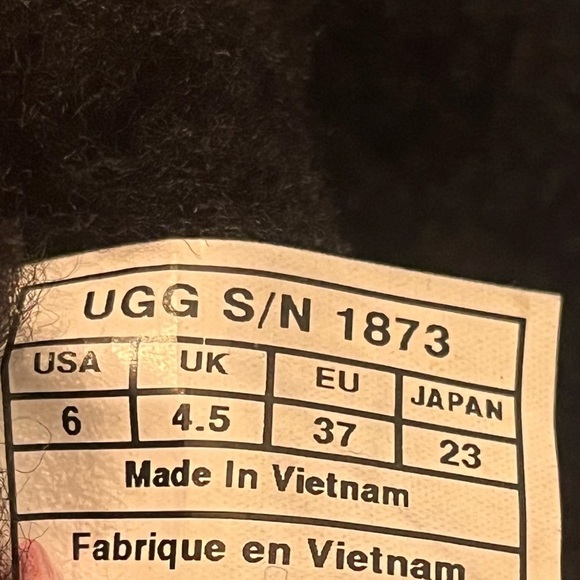 UGG S/N 1873
USA UK EU JAPAN
6 4.5 37 23
Made In Vietnam
Fabrique en Vietnam